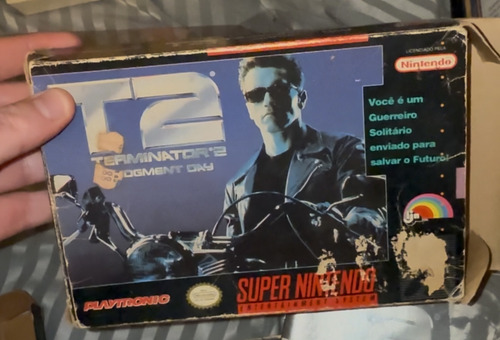 LICENCIADO PELA
Nintendo
T2
TERMINATOR 2
JUDGMENT DAY
Você é um
Guerreiro
Solitário
enviado para
salvar o Futuro!
LJN
PLAYTRONIC
SUPER NINTENDO
ENTERTAINMENT SYSTEM